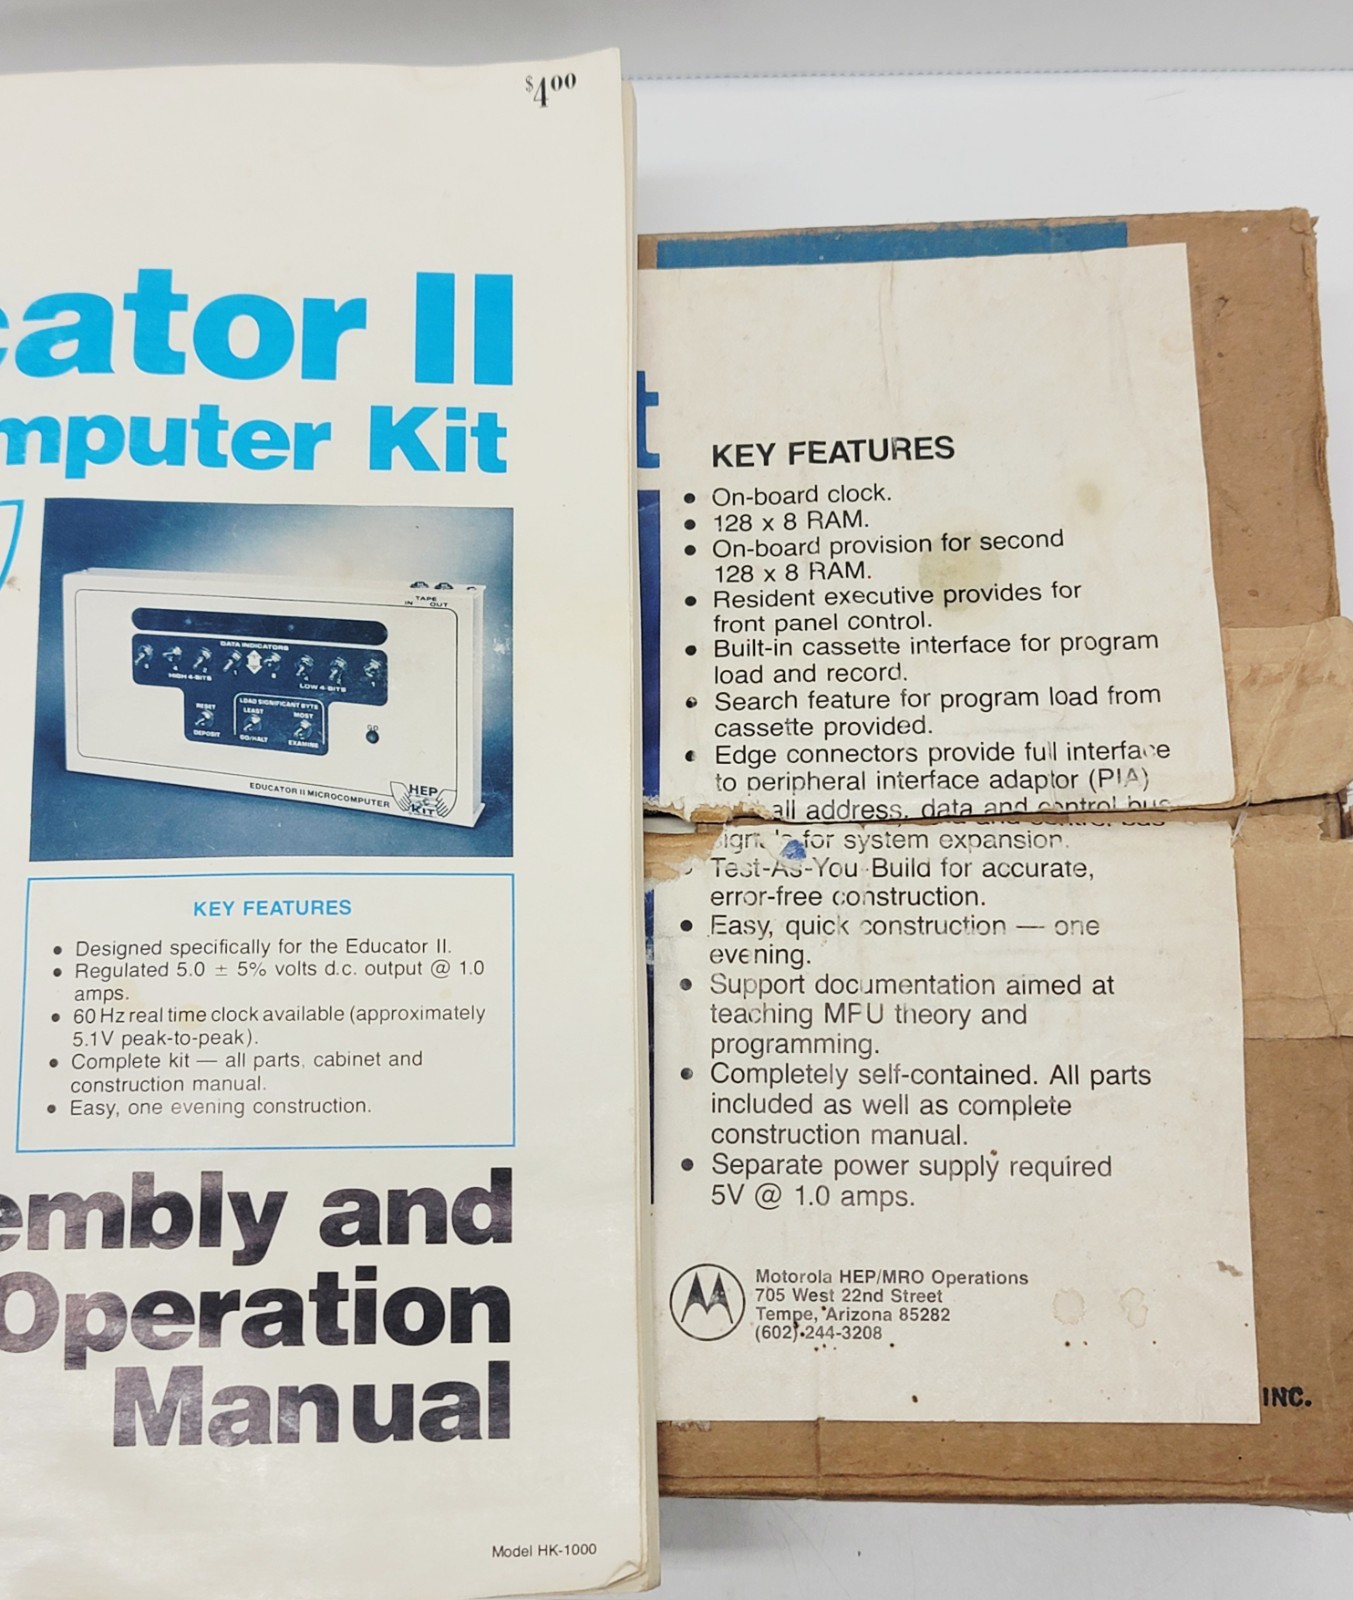 $4.00
cator II
mputer Kit
TAPE
IN OUT
DATA INDICATORS
HIGH 4-BITS
LOW 4-BITS
LOAD SIGNIFICANT BYTE
RESET LEAST MOST
DEPOSIT GO/HALT EXAMINE
EDUCATOR II MICROCOMPUTER
HEP
KIT
KEY FEATURES
• Designed specifically for the Educator II.
• Regulated 5.0 ± 5% volts d.c. output @ 1.0
amps.
• 60 Hz real time clock available (approximately
5.1V peak-to-peak).
• Complete kit — all parts, cabinet and
construction manual.
• Easy, one evening construction.
embly and
Operation
Manual
Model HK-1000
t
KEY FEATURES
• On-board clock.
• 128 x 8 RAM.
• On-board provision for second
128 x 8 RAM.
• Resident executive provides for
front panel control.
• Built-in cassette interface for program
load and record.
• Search feature for program load from
cassette provided.
• Edge connectors provide full interface
to peripheral interface adaptor (PIA)
all address, data and control bus
for system expansion.
• Test-As-You-Build for accurate,
error-free construction.
• Easy, quick construction — one
evening.
• Support documentation aimed at
teaching MPU theory and
programming.
• Completely self-contained. All parts
included as well as complete
construction manual.
• Separate power supply required
5V @ 1.0 amps.
Motorola HEP/MRO Operations
705 West 22nd Street
Tempe, Arizona 85282
(602) 244-3208
INC.